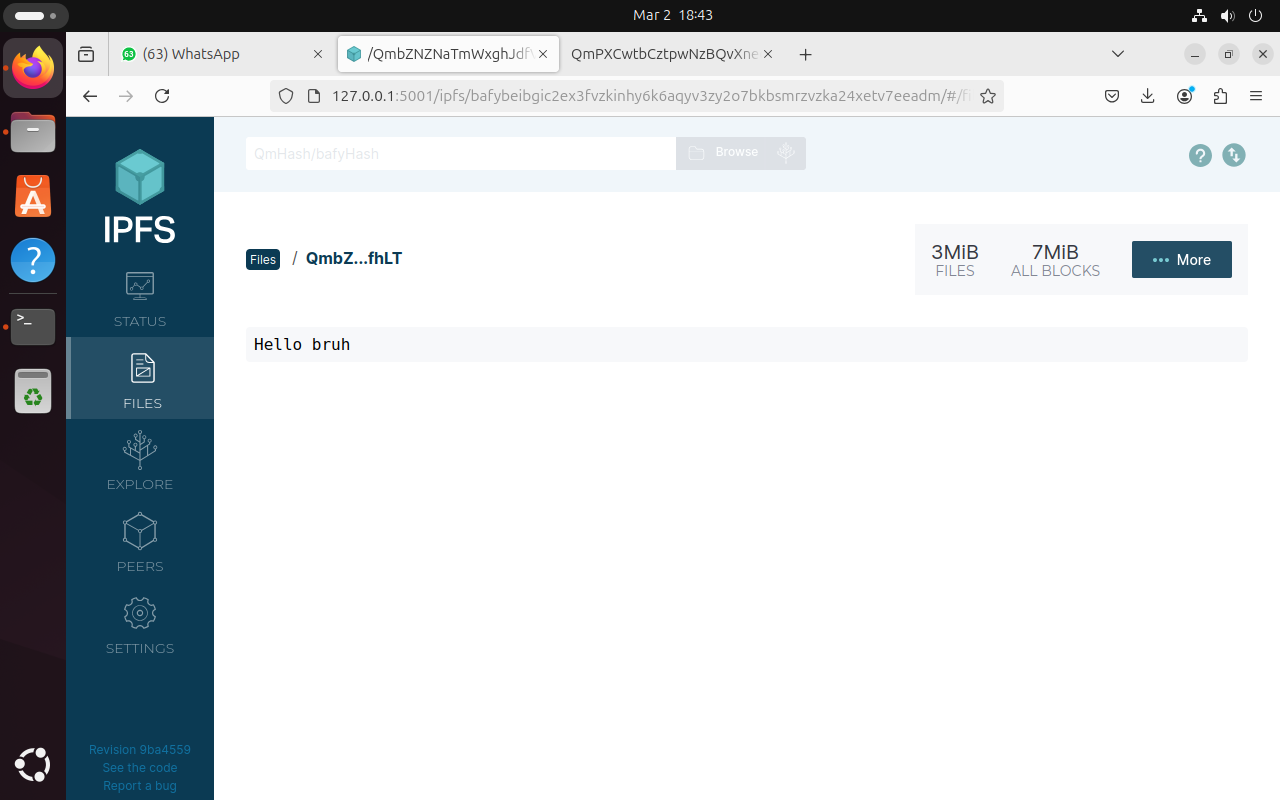 Mar 2 18:43
63
(63) WhatsApp
/QmbZNZNaTmWxghJdf
QmPXCwtbCztpwNzBQvXne
127.0.0.1:5001/ipfs/bafybeibgic2ex3fvzkinhy6k6aqyv3zy2o7bkbsmrzvzka24xetv7eeadm/#/fi
QmHash/bafyHash
Browse
IPFS
STATUS
FILES
EXPLORE
PEERS
SETTINGS
Revision 9ba4559
See the code
Report a bug
Files / QmbZ...fhLT
3MiB
FILES
7MiB
ALL BLOCKS
More
Hello bruh